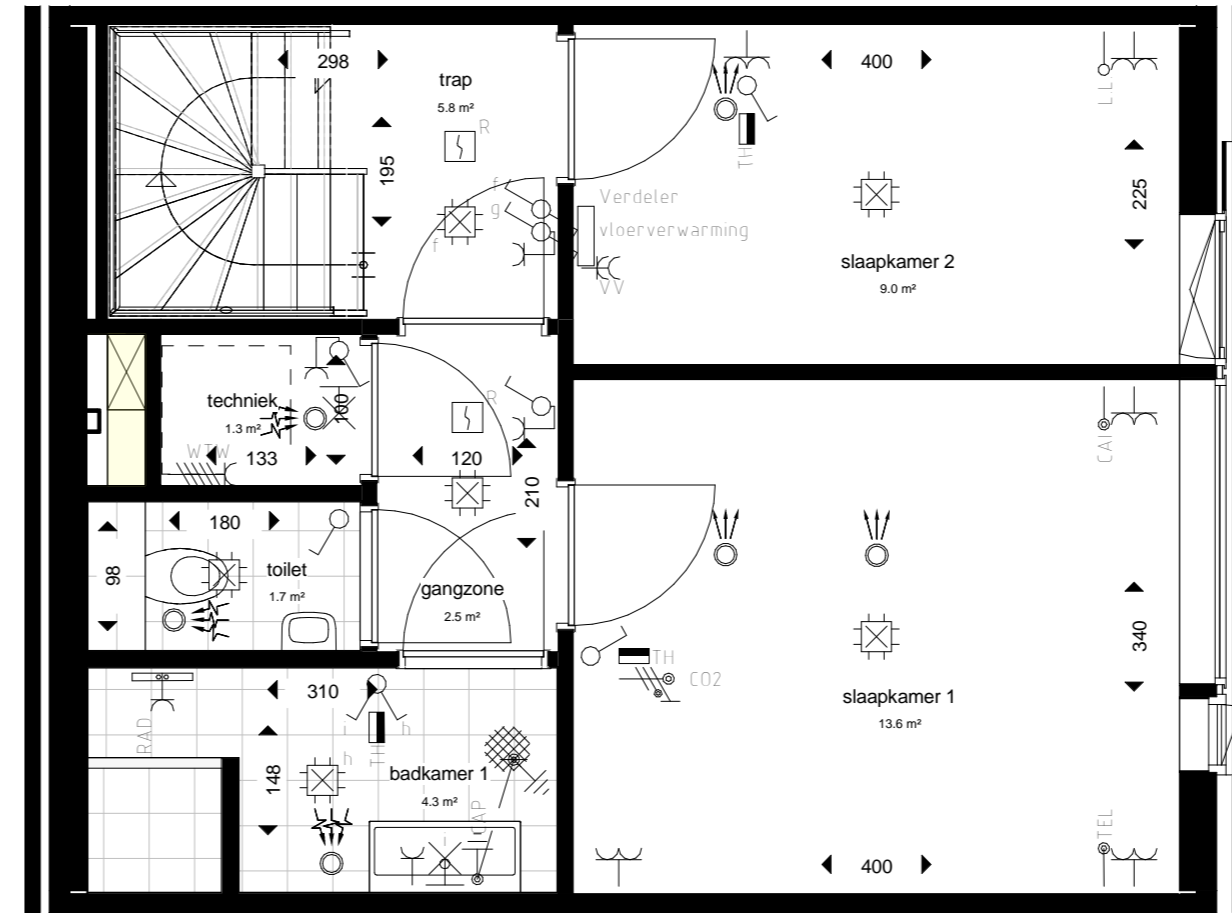 298
trap
5.8 m²
R
195
f
g
f
400
L.L.
TH
225
Verdeler
vloerverwarming
VV
slaapkamer 2
9.0 m²
techniek
1.3 m²
100
WTW
133
R
120
210
CAI
180
98
toilet
1.7 m²
gangzone
2.5 m²
340
TH
CO2
slaapkamer 1
13.6 m²
310
RAD
i
h
h
TH
148
badkamer 1
4.3 m²
CAP
TEL
400